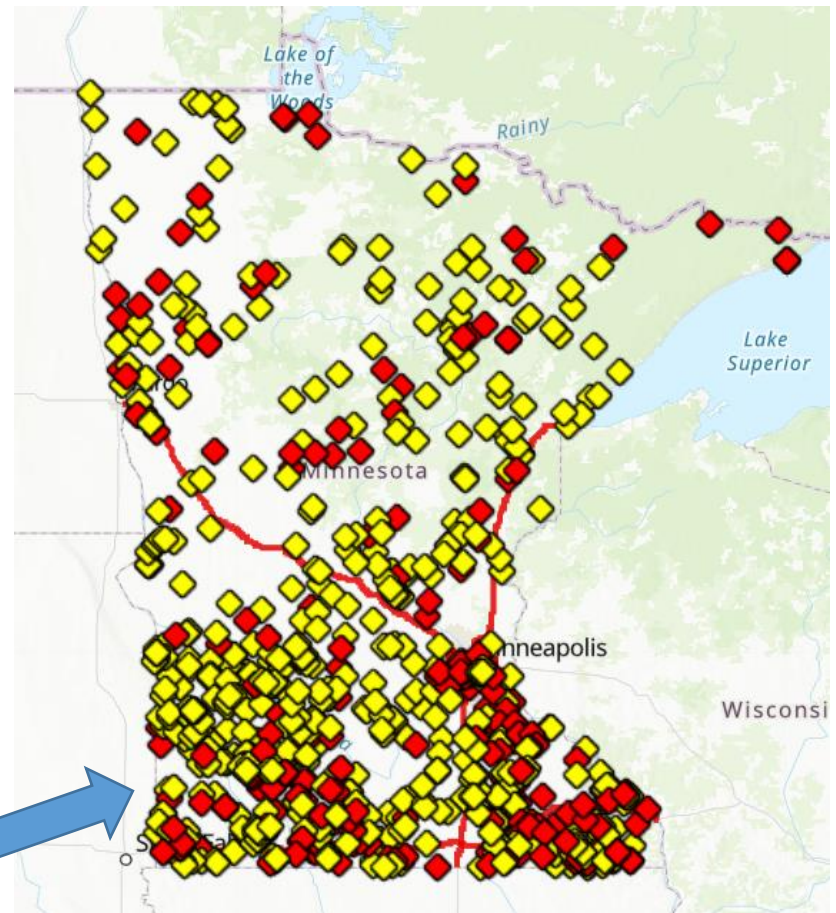 Lake of
the
Woods
Rainy
Lake
Superior
Minnesota
nneapolis
Wisconsi